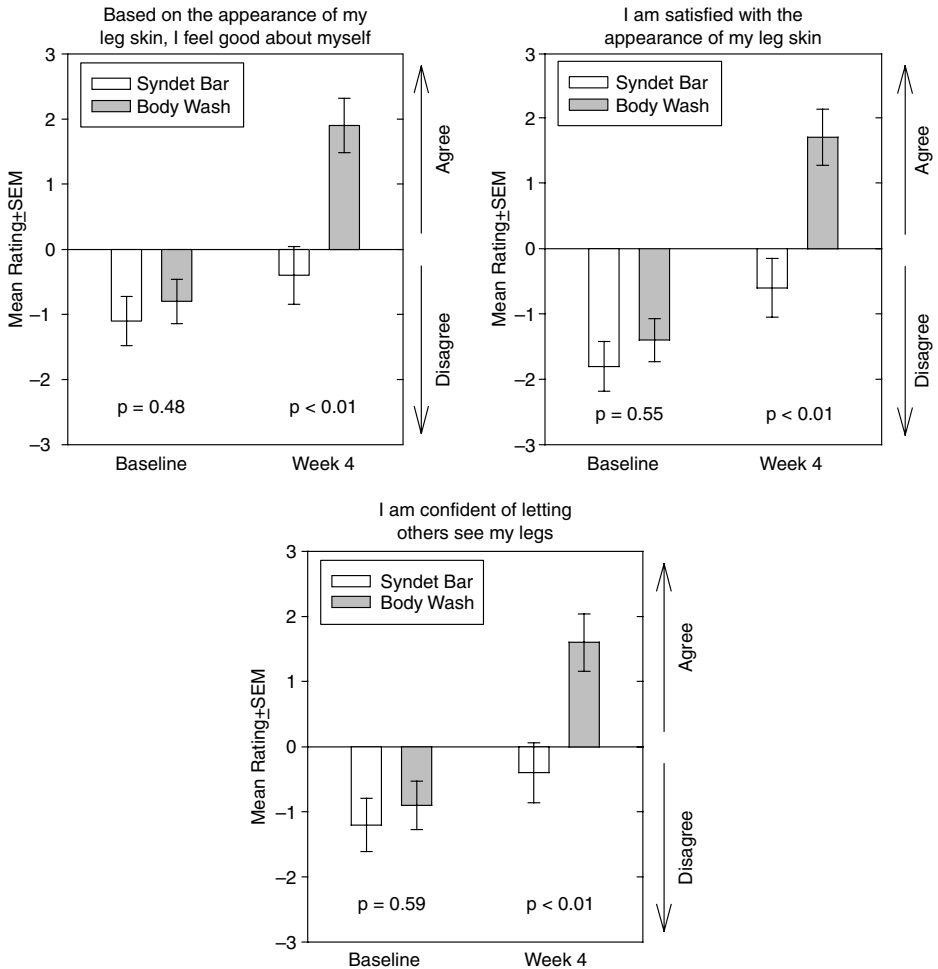 Based on the appearance of my
leg skin, I feel good about myself
3
2
1
0
–1
–2
–3
Mean Rating±SEM
Syndet Bar
Body Wash
Agree
Disagree
p = 0.48
p < 0.01
Baseline
Week 4
I am satisfied with the
appearance of my leg skin
3
2
1
0
–1
–2
–3
Mean Rating±SEM
Syndet Bar
Body Wash
Agree
Disagree
p = 0.55
p < 0.01
Baseline
Week 4
I am confident of letting
others see my legs
3
2
1
0
–1
–2
–3
Mean Rating±SEM
Syndet Bar
Body Wash
Agree
Disagree
p = 0.59
p < 0.01
Baseline
Week 4